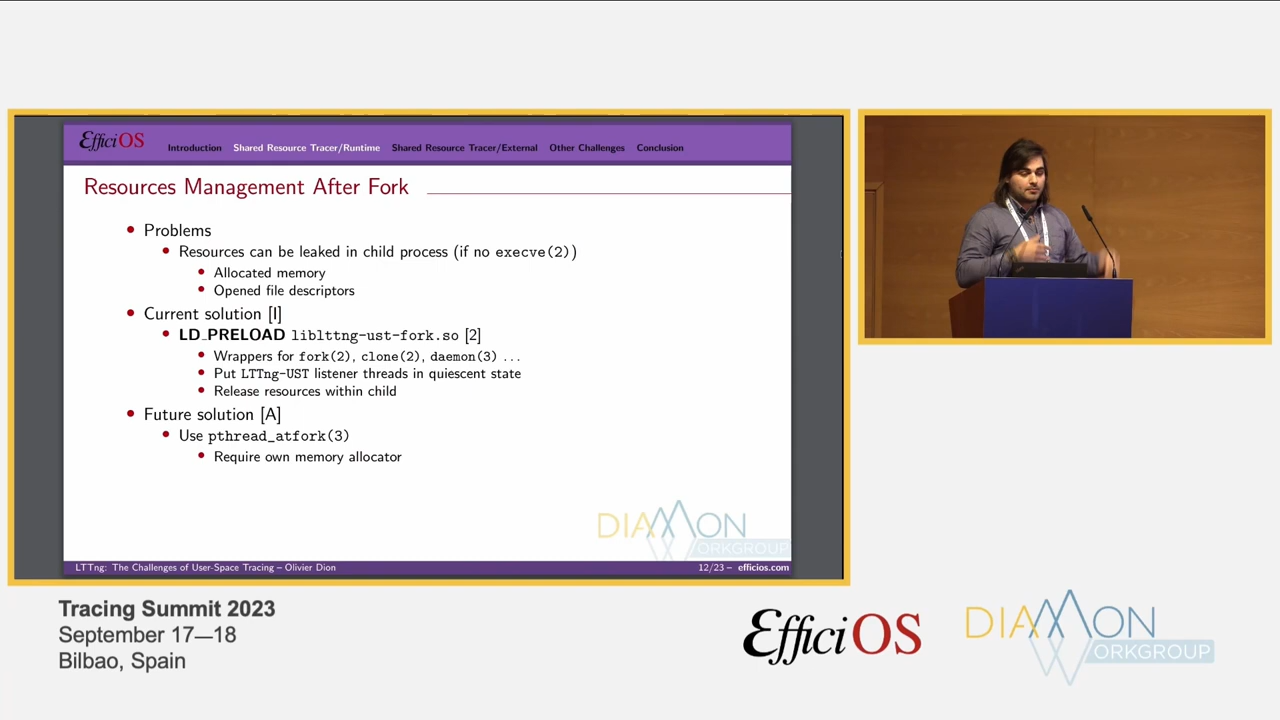 EfficiOS
Introduction Shared Resource Tracer/Runtime Shared Resource Tracer/External Other Challenges Conclusion
Resources Management After Fork
• Problems
• Resources can be leaked in child process (if no execve(2))
• Allocated memory
• Opened file descriptors
• Current solution [I]
• LD_PRELOAD liblttng-ust-fork.so [2]
• Wrappers for fork(2), clone(2), daemon(3) ...
• Put LTTng-UST listener threads in quiescent state
• Release resources within child
• Future solution [A]
• Use pthread_atfork(3)
• Require own memory allocator
DIAMON
WORKGROUP
LTTng: The Challenges of User-Space Tracing – Olivier Dion 12/23 – efficios.com
Tracing Summit 2023
September 17—18
Bilbao, Spain
EfficiOS
DIAMON
WORKGROUP